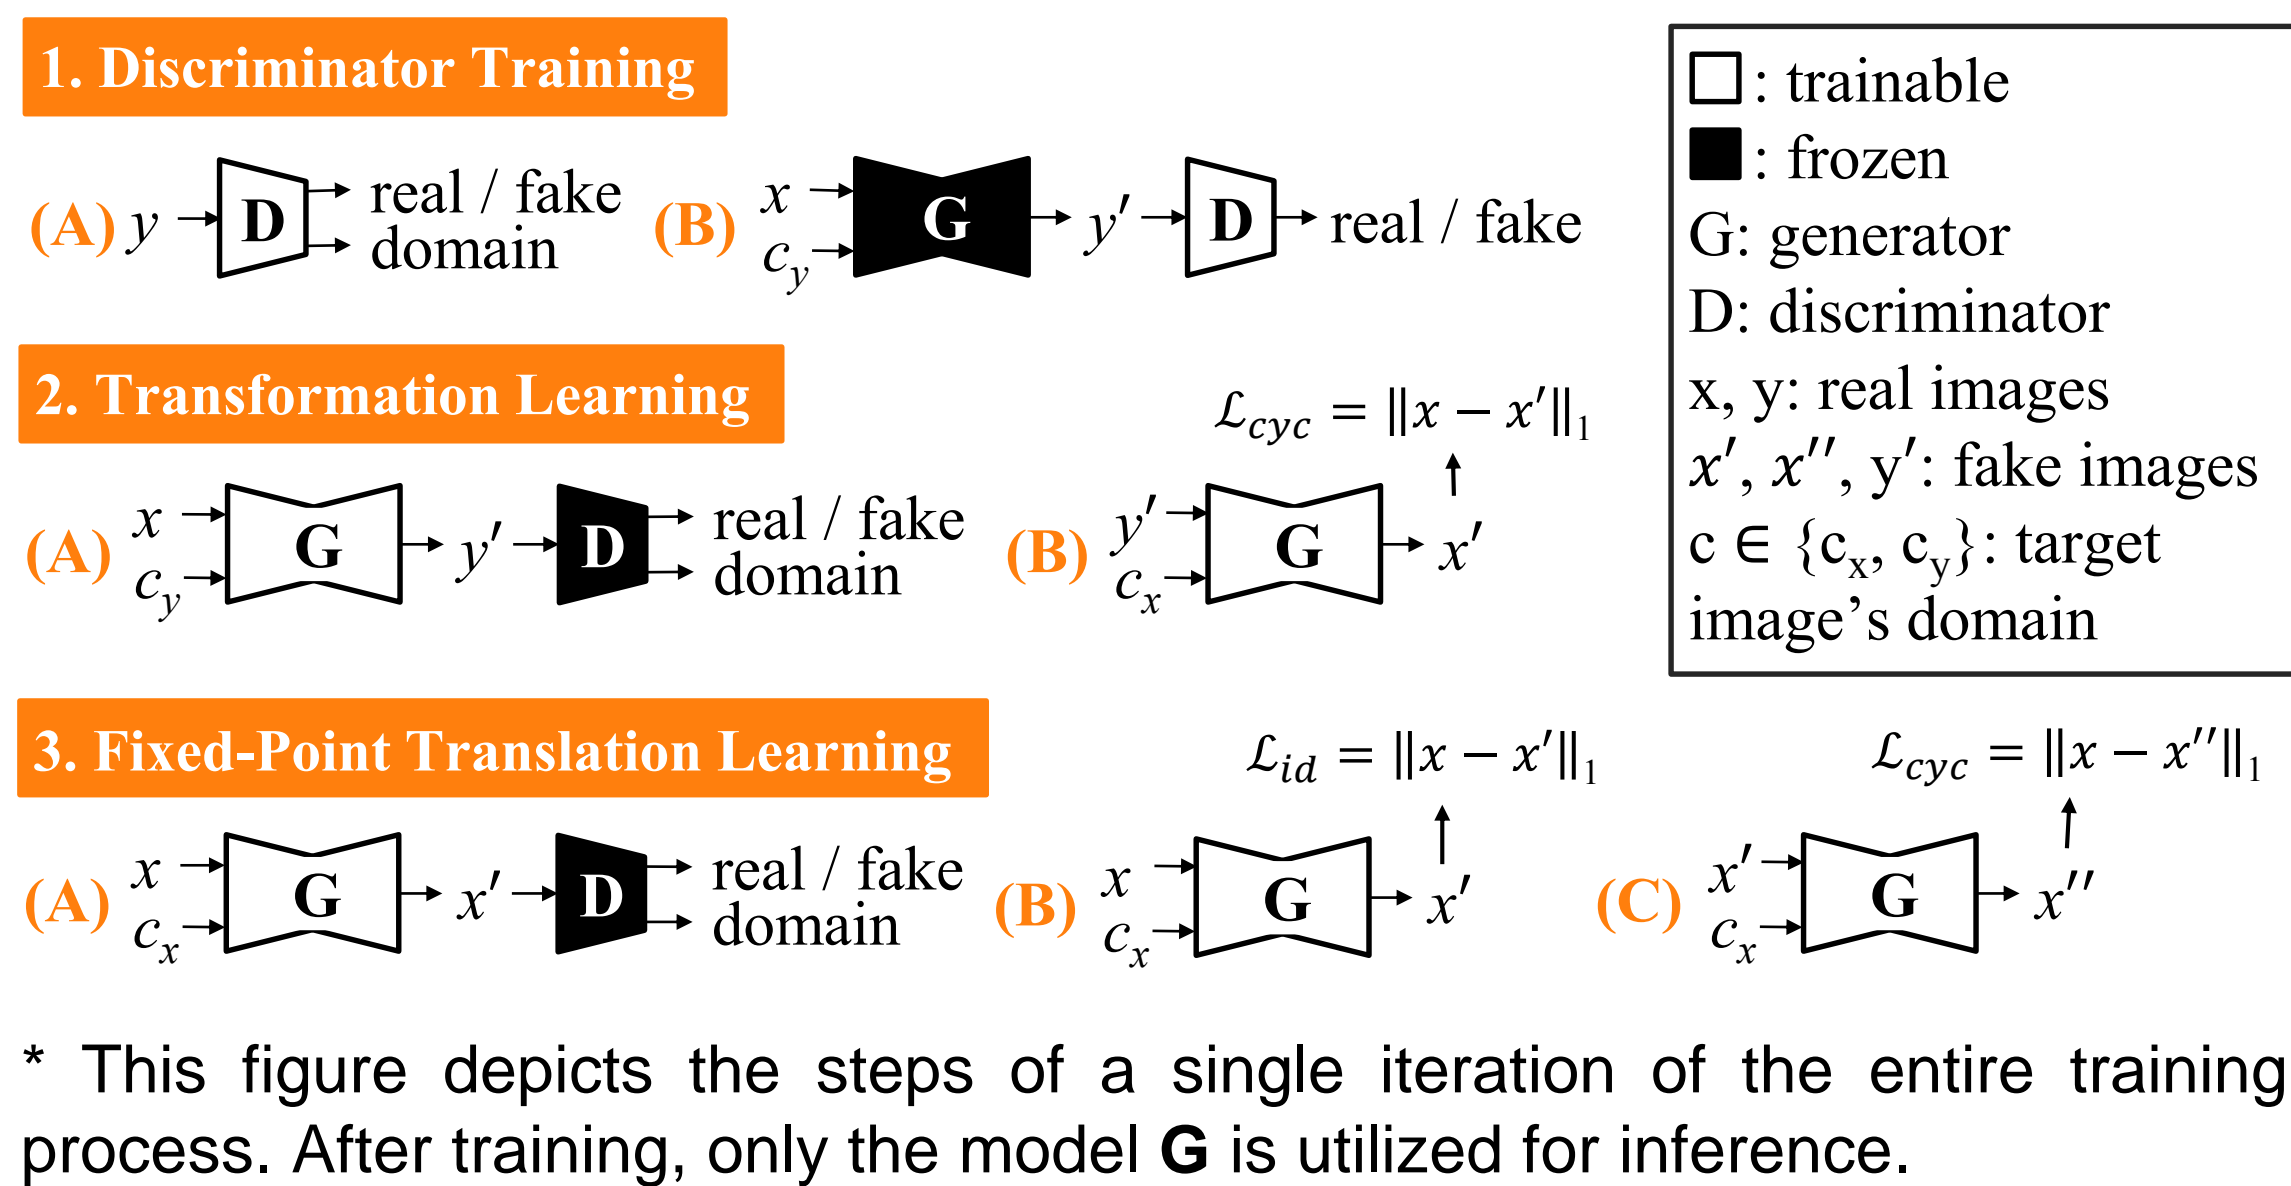 1. Discriminator Training
(A) y D real / fake domain (B) x c_y G y′ D real / fake
2. Transformation Learning
ℒ_cyc = ‖x − x′‖₁
(A) x c_y G y′ D real / fake domain (B) y′ c_x G x′
3. Fixed-Point Translation Learning
ℒ_id = ‖x − x′‖₁
ℒ_cyc = ‖x − x′′‖₁
(A) x c_x G x′ D real / fake domain (B) x c_x G x′ (C) x′ c_x G x′′
: trainable
: frozen
G: generator
D: discriminator
x, y: real images
x′, x′′, y′: fake images
c ∈ {c_x, c_y}: target
image’s domain
* This figure depicts the steps of a single iteration of the entire training
process. After training, only the model G is utilized for inference.